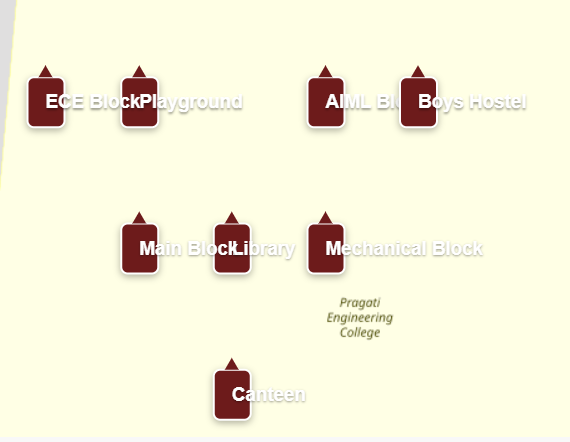 ECE Block
Playground
AIML Bl
Boys Hostel
Main Block
Library
Mechanical Block
Pragati
Engineering
College
Canteen